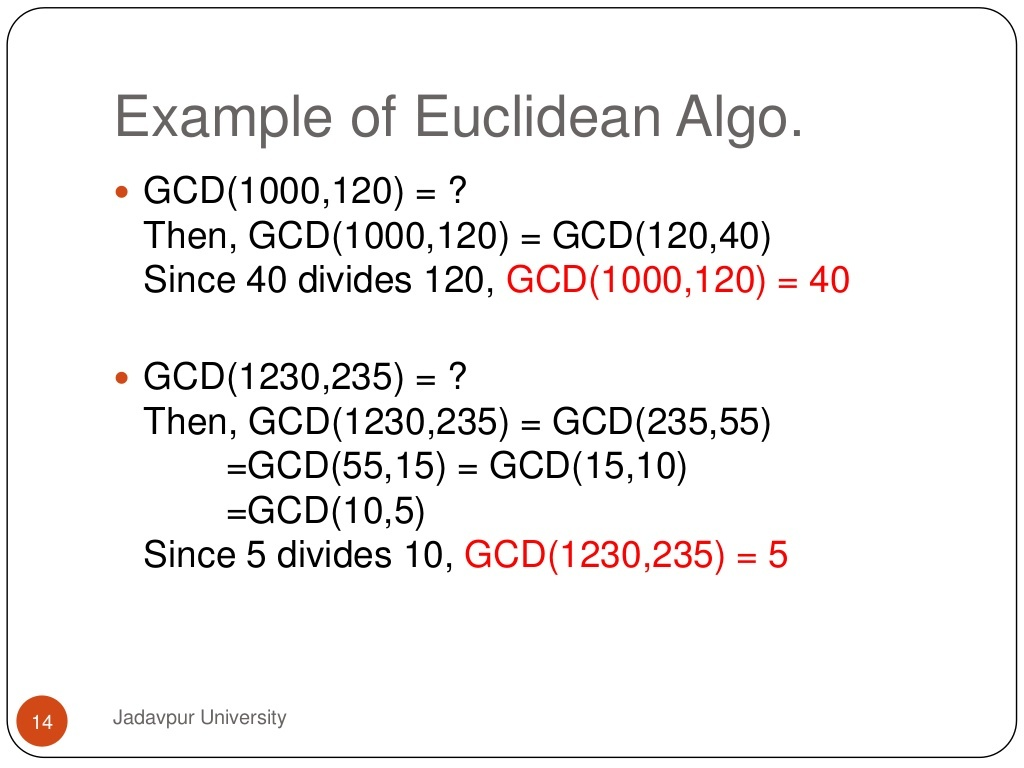 Example of Euclidean Algo.
• GCD(1000,120) = ?
Then, GCD(1000,120) = GCD(120,40)
Since 40 divides 120, GCD(1000,120) = 40
• GCD(1230,235) = ?
Then, GCD(1230,235) = GCD(235,55)
=GCD(55,15) = GCD(15,10)
=GCD(10,5)
Since 5 divides 10, GCD(1230,235) = 5
14 Jadavpur University